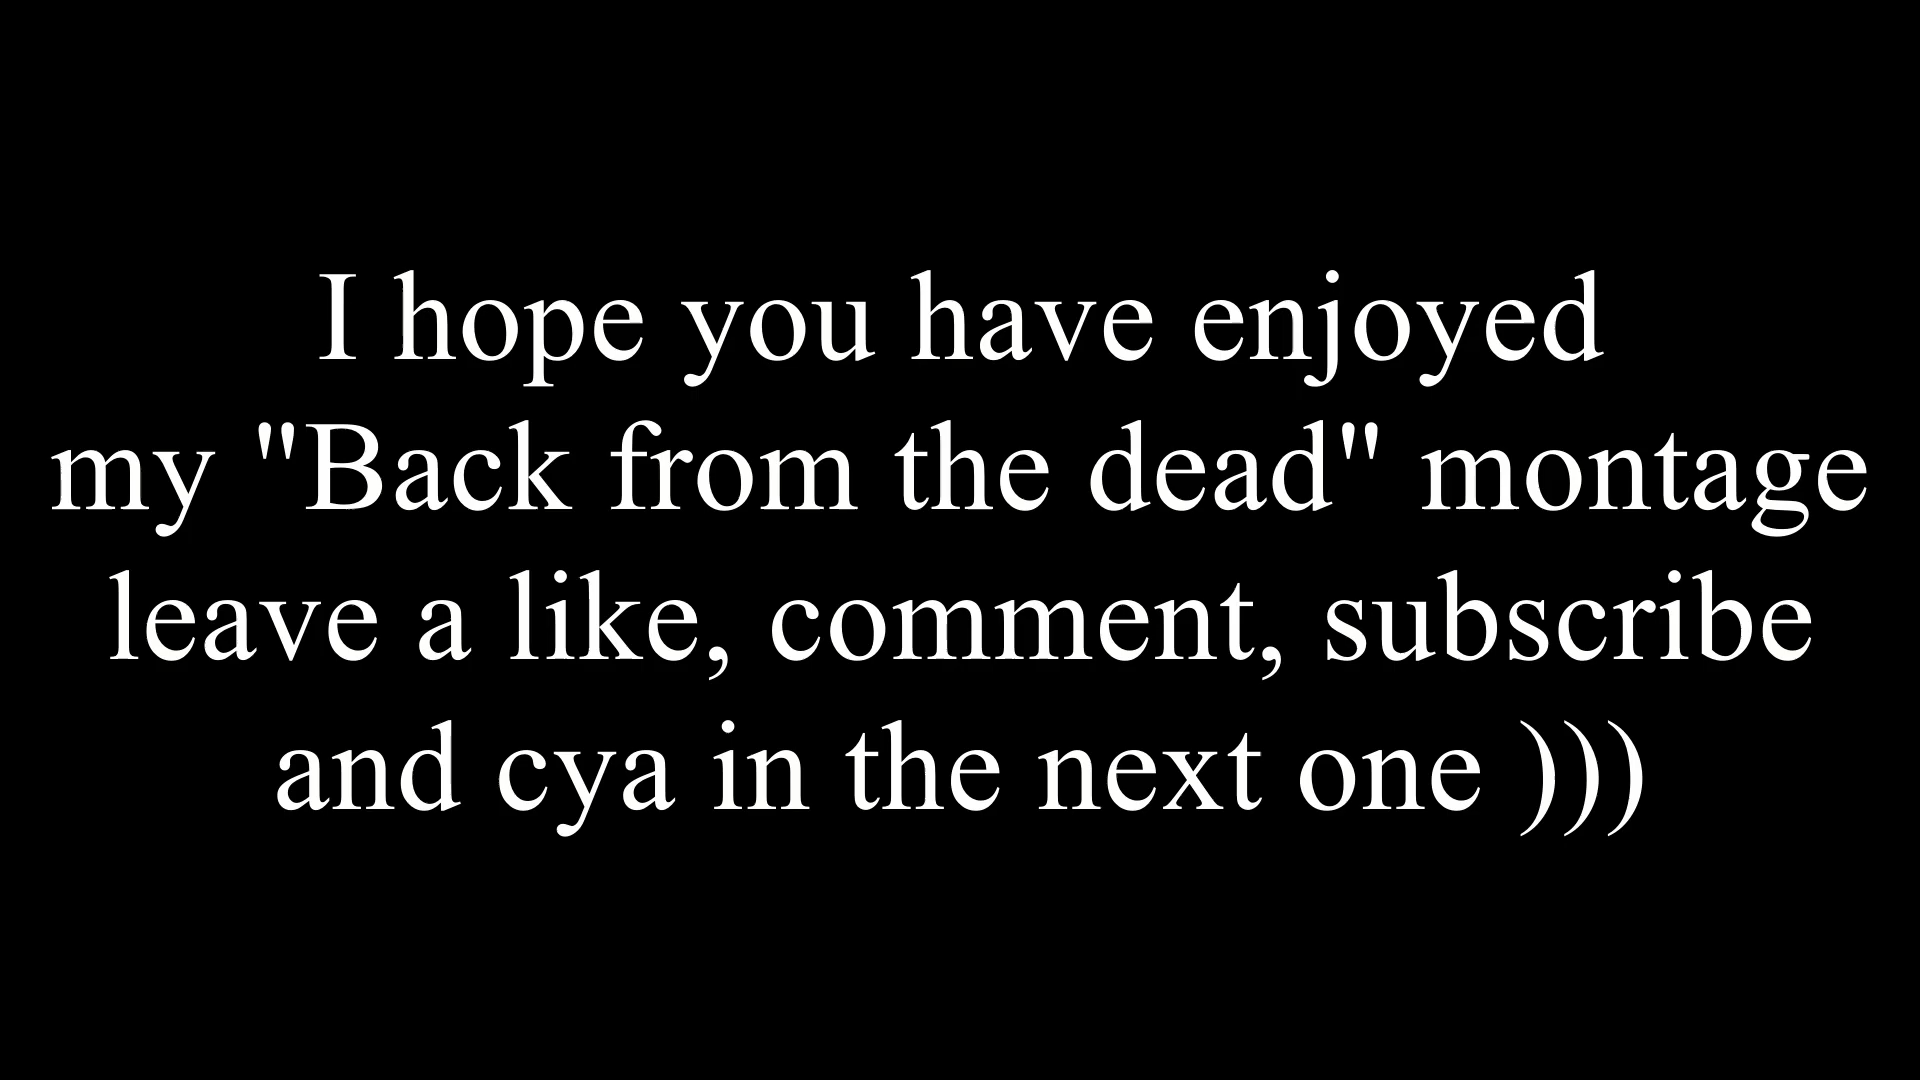 I hope you have enjoyed
my "Back from the dead" montage
leave a like, comment, subscribe
and cya in the next one )))